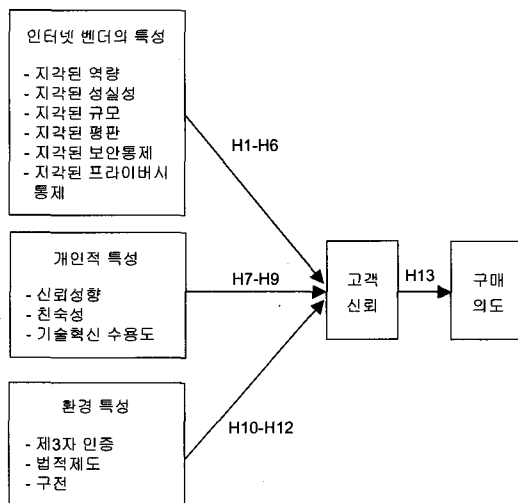 인터넷 벤더의 특성
- 지각된 역량
- 지각된 성실성
- 지각된 규모
- 지각된 평판
- 지각된 보안통제
- 지각된 프라이버시
통제
H1-H6
개인적 특성
- 신뢰성향
- 친숙성
- 기술혁신 수용도
H7-H9
고객
신뢰
H13
구매
의도
환경 특성
- 제3자 인증
- 법적제도
- 구전
H10-H12